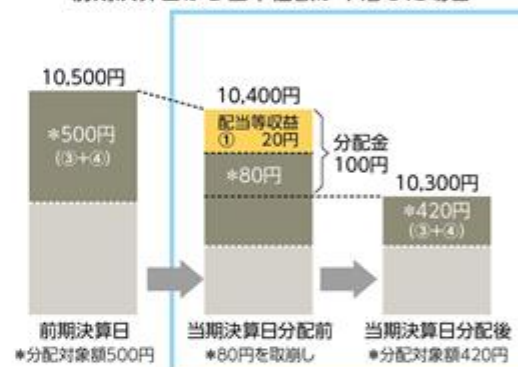 10,500円
*500円
(③+④)
前期決算日
*分配対象額500円
10,400円
配当等収益
① 20円
*80円
分配金
100円
当期決算日分配前
*80円を取崩し
10,300円
*420円
(③+④)
当期決算日分配後
*分配対象額420円